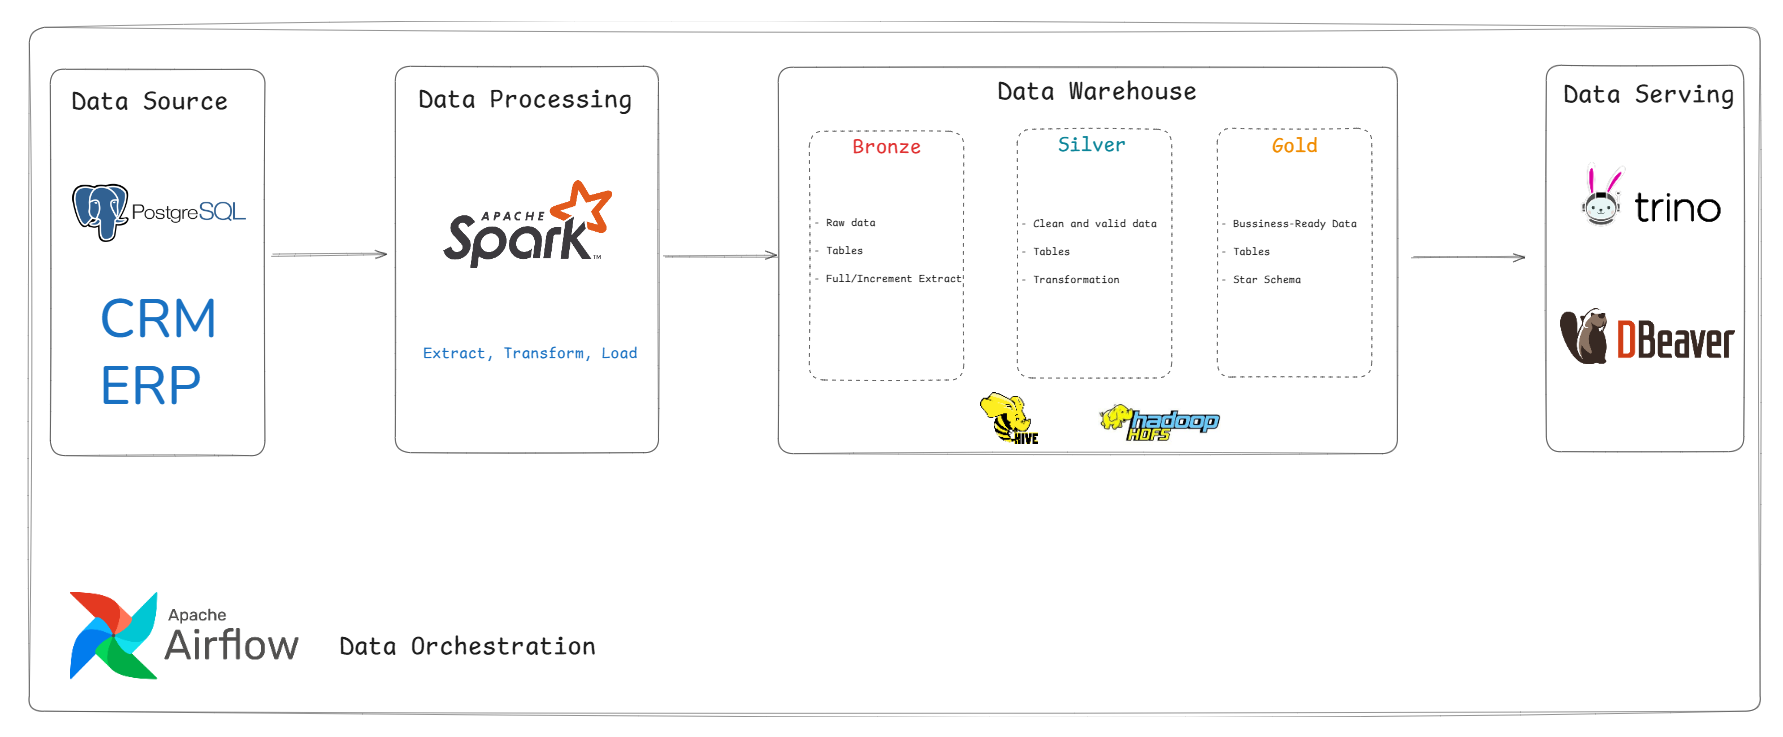 Data Source
PostgreSQL
CRM
ERP
Data Processing
APACHE
Spark™
Extract, Transform, Load
Data Warehouse
Bronze
- Raw data
- Tables
- Full/Increment Extract
Silver
- Clean and valid data
- Tables
- Transformation
Gold
- Bussiness-Ready Data
- Tables
- Star Schema
HIVE
hadoop
HDFS
Data Serving
trino
DBeaver
Apache
Airflow
Data Orchestration